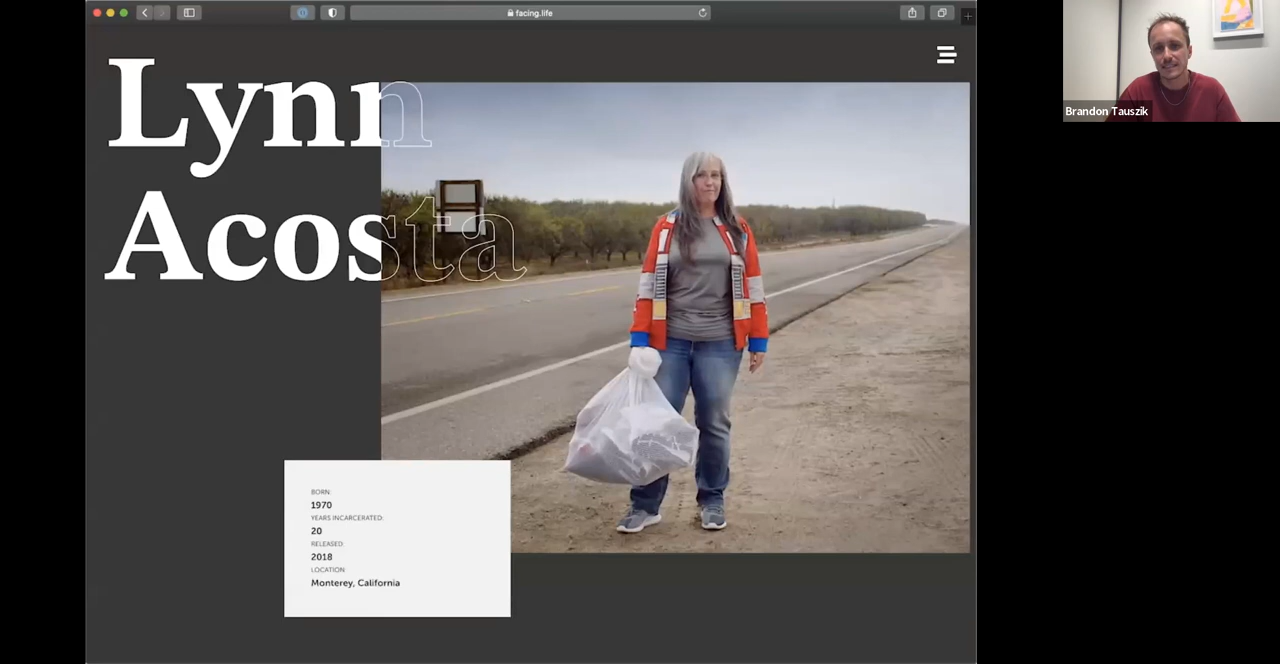 facing.life
Lynn
Acosta
BORN:
1970
YEARS INCARCERATED:
20
RELEASED:
2018
LOCATION
Monterey, California
Brandon Tauszik